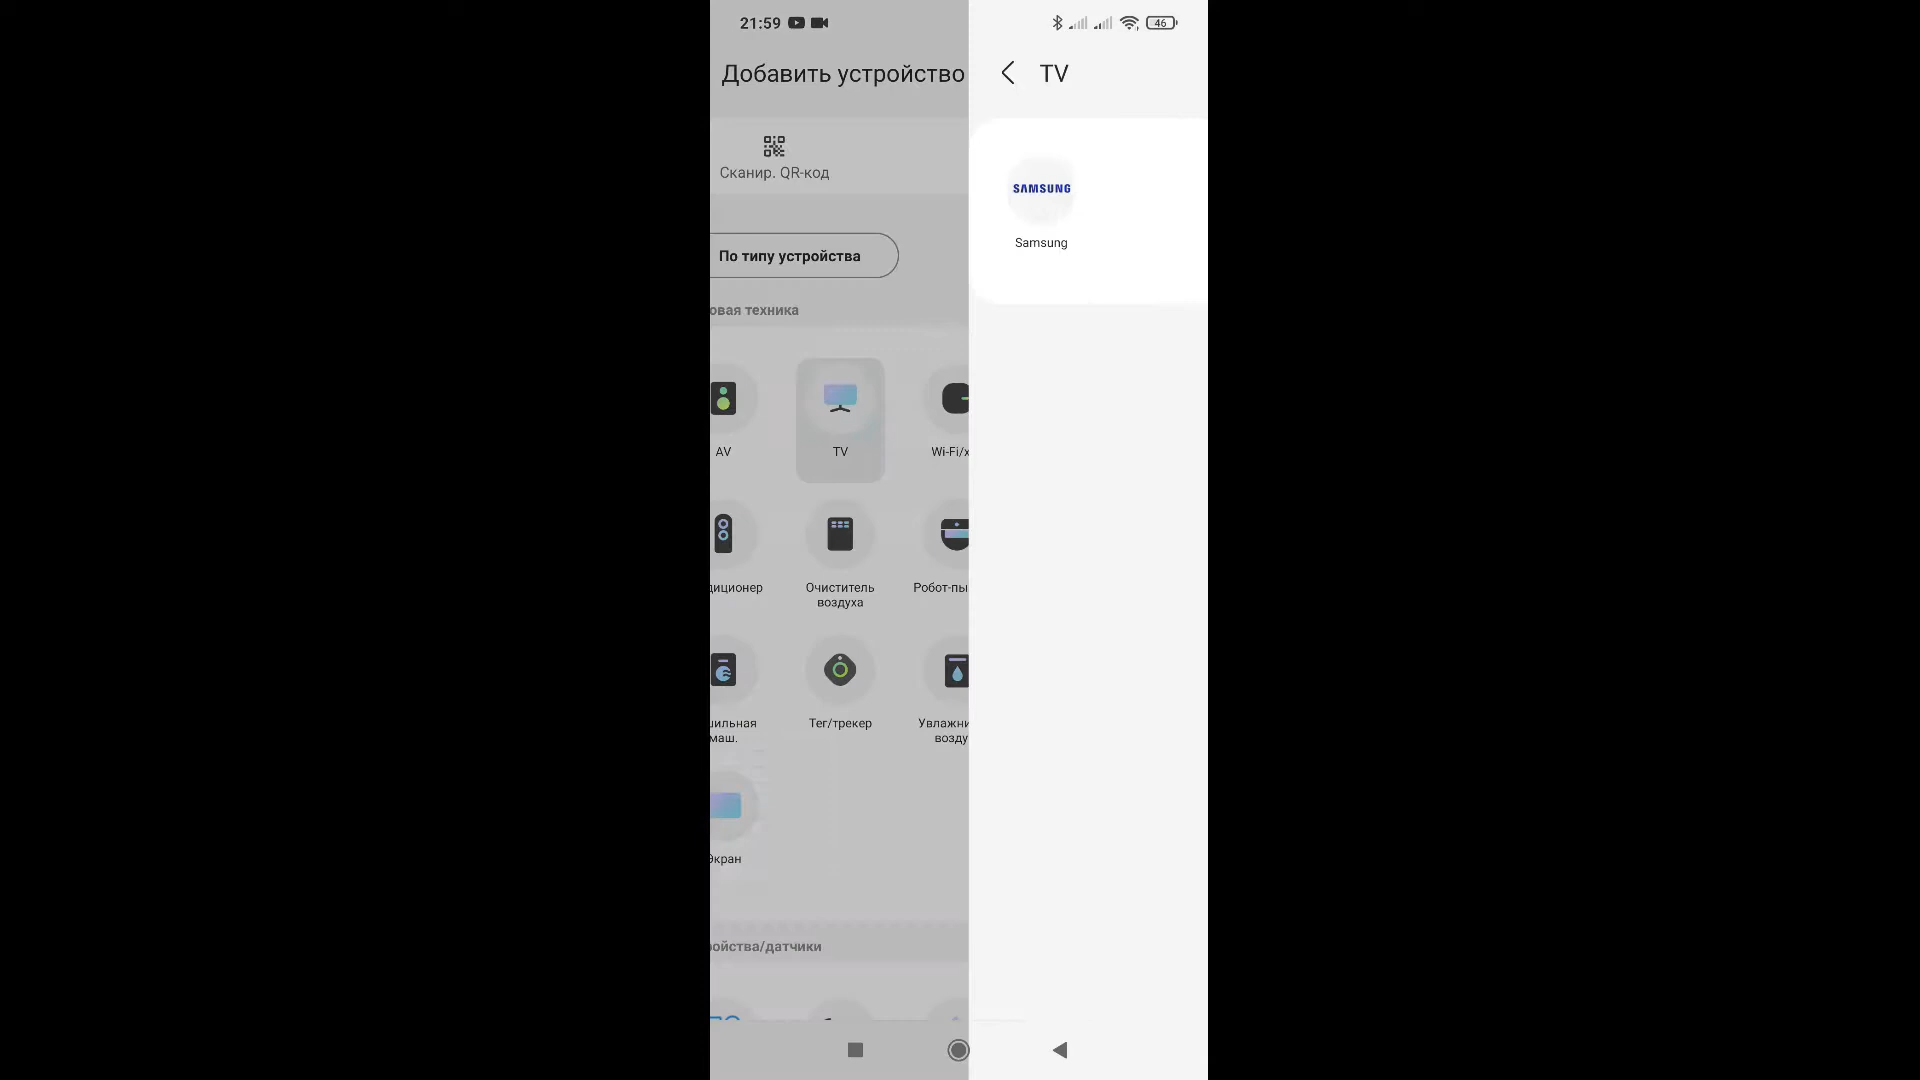 21:59
46
Добавить устройство
TV
Сканир. QR-код
SAMSUNG
Samsung
По типу устройства
овая техника
AV
TV
Wi-Fi/х
диционер
Очиститель
воздуха
Робот-пы
ильная
маш.
Тег/трекер
Увлажни
возду
Экран
ойства/датчики